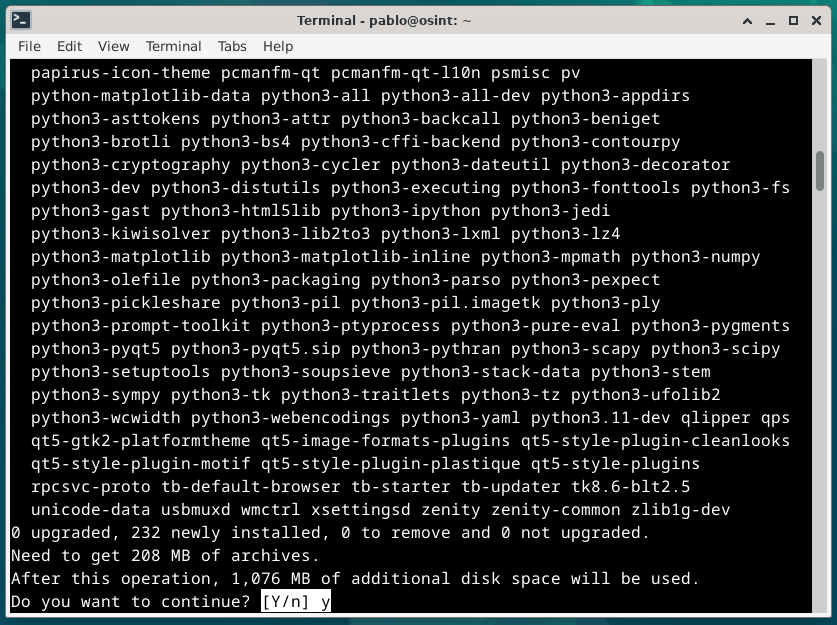 Terminal - pablo@osint: ~
File Edit View Terminal Tabs Help
papirus-icon-theme pcmanfm-qt pcmanfm-qt-l10n psmisc pv
python-matplotlib-data python3-all python3-all-dev python3-appdirs
python3-asttokens python3-attr python3-backcall python3-beniget
python3-brotli python3-bs4 python3-cffi-backend python3-contourpy
python3-cryptography python3-cycler python3-dateutil python3-decorator
python3-dev python3-distutils python3-executing python3-fonttools python3-fs
python3-gast python3-html5lib python3-ipython python3-jedi
python3-kiwisolver python3-lib2to3 python3-lxml python3-lz4
python3-matplotlib python3-matplotlib-inline python3-mpmath python3-numpy
python3-olefile python3-packaging python3-parso python3-pexpect
python3-pickleshare python3-pil python3-pil.imagetk python3-ply
python3-prompt-toolkit python3-ptyprocess python3-pure-eval python3-pygments
python3-pyqt5 python3-pyqt5.sip python3-pythran python3-scapy python3-scipy
python3-setuptools python3-soupsieve python3-stack-data python3-stem
python3-sympy python3-tk python3-traitlets python3-tz python3-ufolib2
python3-wcwidth python3-webencodings python3-yaml python3.11-dev qlipper qps
qt5-gtk2-platformtheme qt5-image-formats-plugins qt5-style-plugin-cleanlooks
qt5-style-plugin-motif qt5-style-plugin-plastique qt5-style-plugins
rpcsvc-proto tb-default-browser tb-starter tb-updater tk8.6-blt2.5
unicode-data usbmuxd wmctrl xsettingsd zenity zenity-common zlib1g-dev
0 upgraded, 232 newly installed, 0 to remove and 0 not upgraded.
Need to get 208 MB of archives.
After this operation, 1,076 MB of additional disk space will be used.
Do you want to continue? [Y/n] y